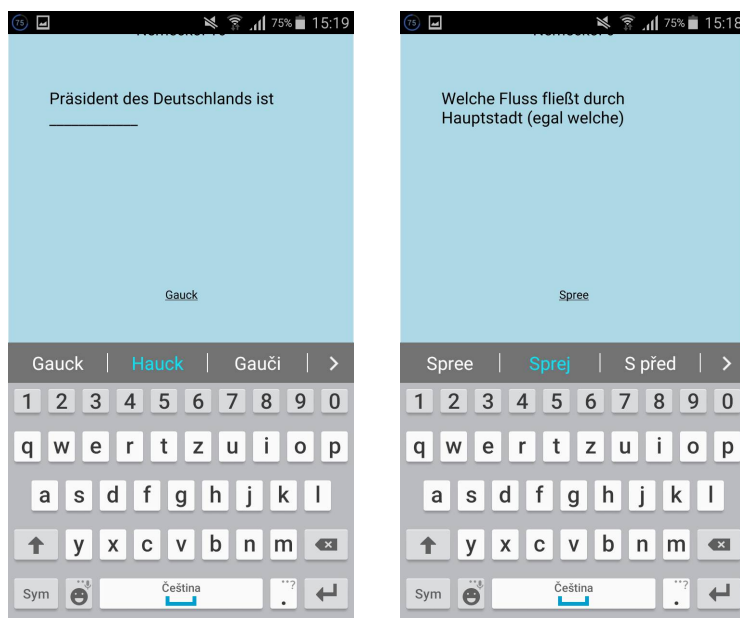 75
75%
15:19
Präsident des Deutschlands ist
__________
Gauck
Gauck
Hauck
Gauči
1 2 3 4 5 6 7 8 9 0
q w e r t z u i o p
a s d f g h j k l
y x c v b n m
Sym
Čeština
75
75%
15:18
Welche Fluss fließt durch
Hauptstadt (egal welche)
Spree
Spree
Sprej
S před
1 2 3 4 5 6 7 8 9 0
q w e r t z u i o p
a s d f g h j k l
y x c v b n m
Sym
Čeština